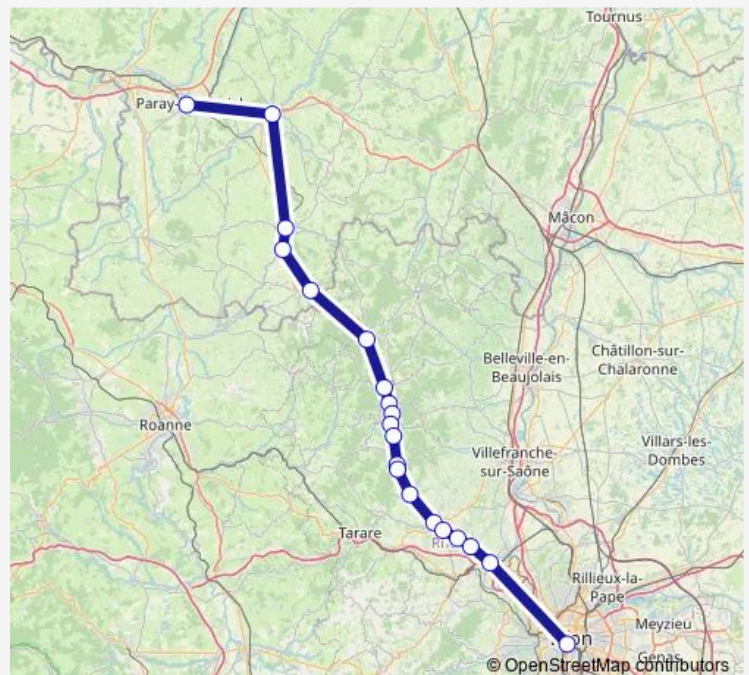 Tournus
Paray-
Mâcon
Belleville-en-
Beaujolais
Châtillon-sur-
Chalaronne
Roanne
Villefranche-
sur-Saône
Villars-les-
Dombes
Tarare
Rillieux-la-
Pape
Meyzieu
Genas
© OpenStreetMap contributors